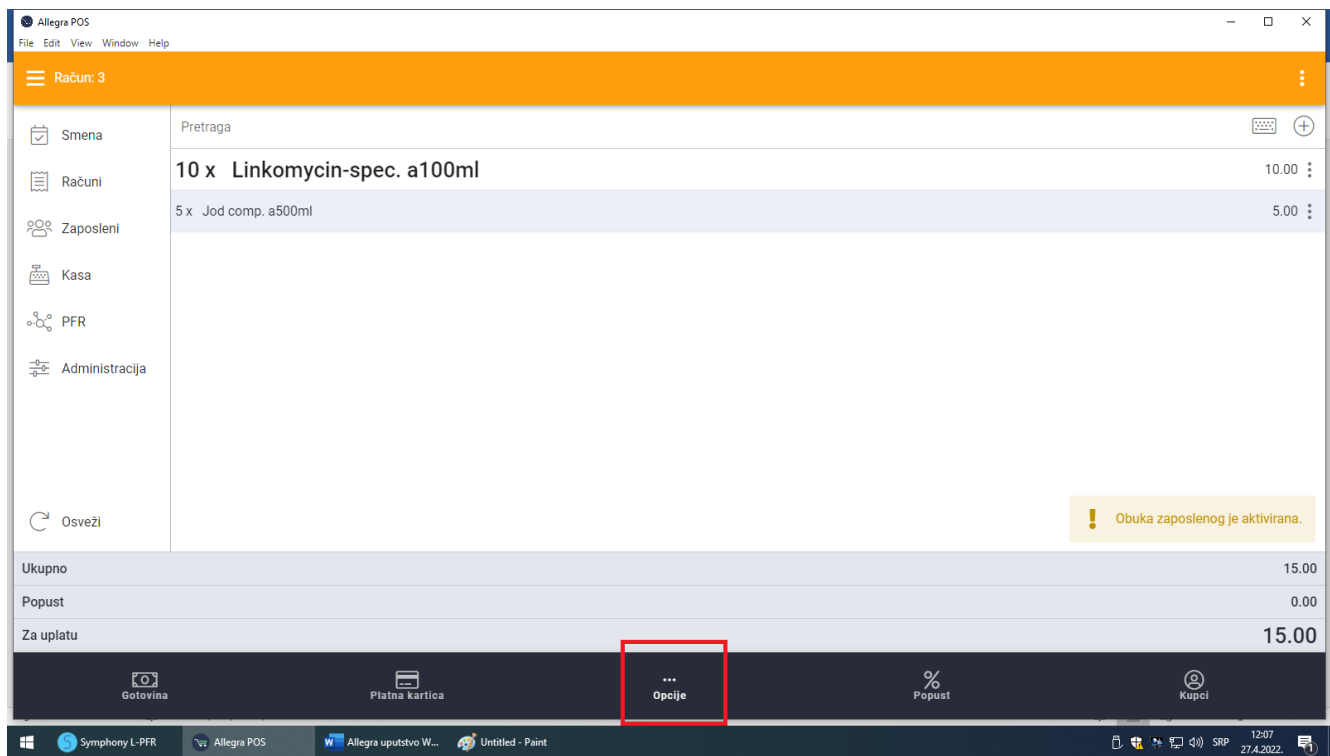 Allegra POS
File Edit View Window Help
Račun: 3
Smena
Računi
Zaposleni
Kasa
PFR
Administracija
Osveži
Pretraga
10 x Linkomycin-spec. a100ml 10.00
5 x Jod comp. a500ml 5.00
Obuka zaposlenog je aktivirana.
Ukupno 15.00
Popust 0.00
Za uplatu 15.00
Gotovina
Platna kartica
Opcije
Popust
Kupci
Symphony L-PFR
Allegra POS
Allegra uputstvo W...
Untitled - Paint
SRP
12:07
27.4.2022.